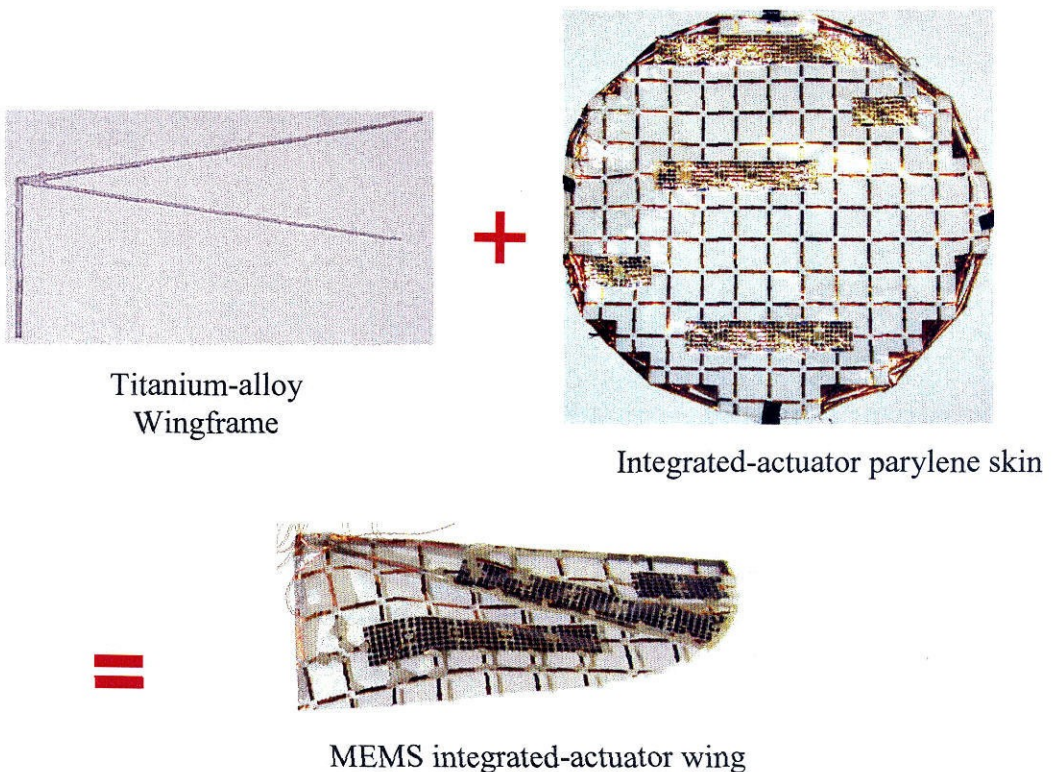 Titanium-alloy
Wingframe
+
Integrated-actuator parylene skin
=
MEMS integrated-actuator wing